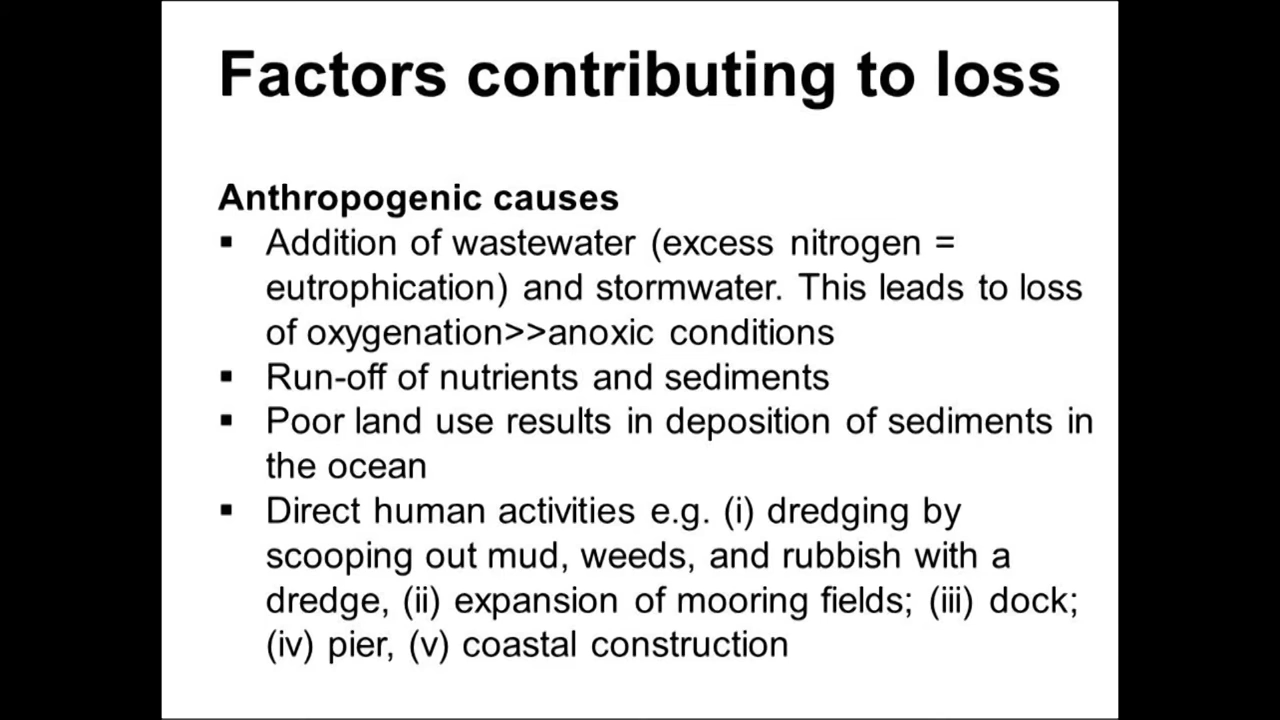 Factors contributing to loss
Anthropogenic causes
▪ Addition of wastewater (excess nitrogen =
eutrophication) and stormwater. This leads to loss
of oxygenation>>anoxic conditions
▪ Run-off of nutrients and sediments
▪ Poor land use results in deposition of sediments in
the ocean
▪ Direct human activities e.g. (i) dredging by
scooping out mud, weeds, and rubbish with a
dredge, (ii) expansion of mooring fields; (iii) dock;
(iv) pier, (v) coastal construction